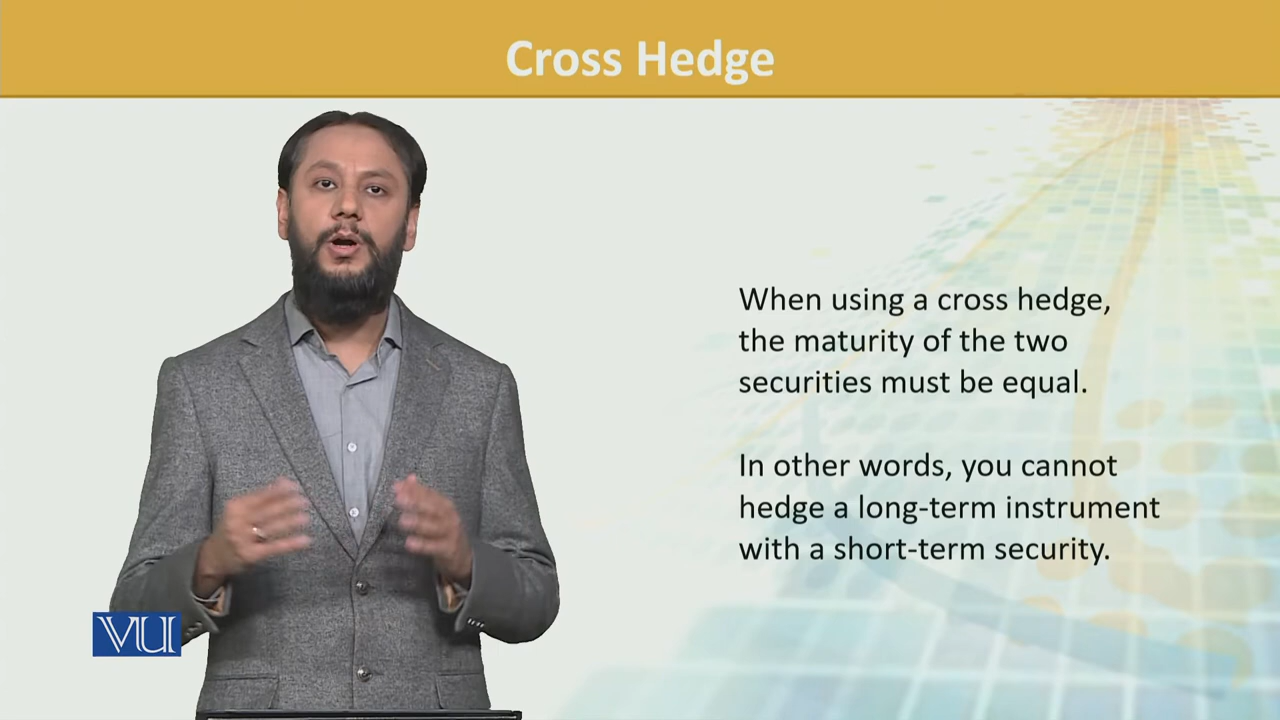 Cross Hedge
When using a cross hedge,
the maturity of the two
securities must be equal.
In other words, you cannot
hedge a long-term instrument
with a short-term security.
VU